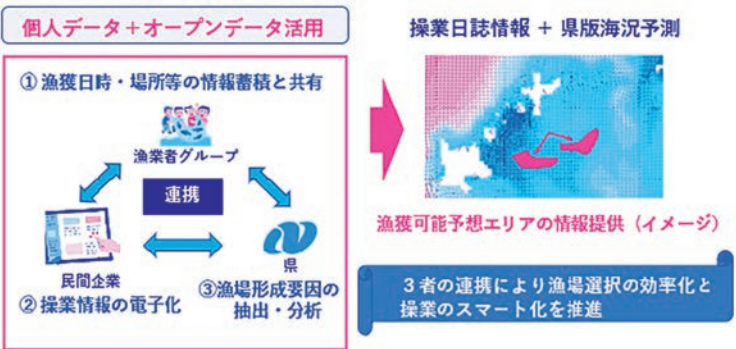 個人データ＋オープンデータ活用
①漁獲日時・場所等の情報蓄積と共有
漁業者グループ
連携
民間企業
②操業情報の電子化
県
③漁場形成要因の
抽出・分析
操業日誌情報 ＋ 県版海況予測
漁獲可能予想エリアの情報提供（イメージ）
３者の連携により漁場選択の効率化と
操業のスマート化を推進